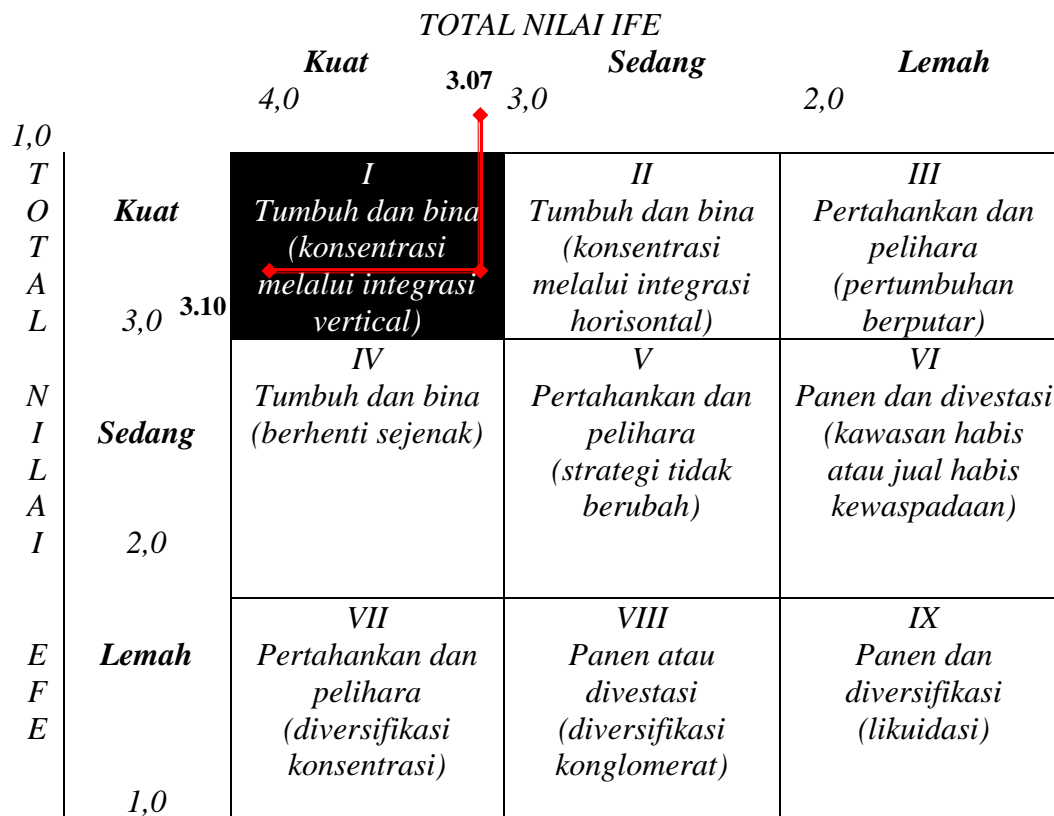 TOTAL NILAI IFE
Kuat Sedang Lemah
4,0 3.07 3,0 2,0
1,0
T
O
T
A
L
N
I
L
A
I
E
F
E
Kuat
3,0 3.10
Sedang
2,0
Lemah
1,0
I
Tumbuh dan bina
(konsentrasi
melalui integrasi
vertical)
II
Tumbuh dan bina
(konsentrasi
melalui integrasi
horisontal)
III
Pertahankan dan
pelihara
(pertumbuhan
berputar)
IV
Tumbuh dan bina
(berhenti sejenak)
V
Pertahankan dan
pelihara
(strategi tidak
berubah)
VI
Panen dan divestasi
(kawasan habis
atau jual habis
kewaspadaan)
VII
Pertahankan dan
pelihara
(diversifikasi
konsentrasi)
VIII
Panen atau
divestasi
(diversifikasi
konglomerat)
IX
Panen dan
diversifikasi
(likuidasi)